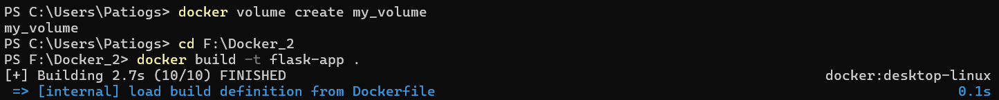 PS C:\Users\Patiogs> docker volume create my_volume
my_volume
PS C:\Users\Patiogs> cd F:\Docker_2
PS F:\Docker_2> docker build -t flask-app .
[+] Building 2.7s (10/10) FINISHED docker:desktop-linux
=> [internal] load build definition from Dockerfile 0.1s